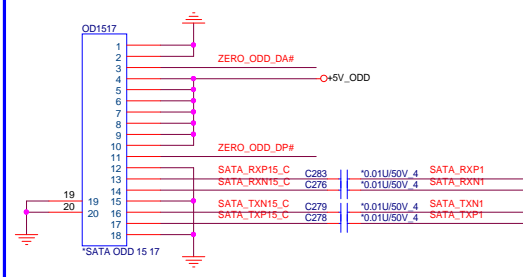 OD1517
1
2
3 ZERO_ODD_DA#
4 +5V_ODD
5
6
7
8
9
10
11 ZERO_ODD_DP#
12
13 SATA_RXP15_C C283 *0.01U/50V_4 SATA_RXP1
14 SATA_RXN15_C C276 *0.01U/50V_4 SATA_RXN1
19 19 15
20 20 16 SATA_TXN15_C C279 *0.01U/50V_4 SATA_TXN1
17 SATA_TXP15_C C278 *0.01U/50V_4 SATA_TXP1
18
*SATA ODD 15 17